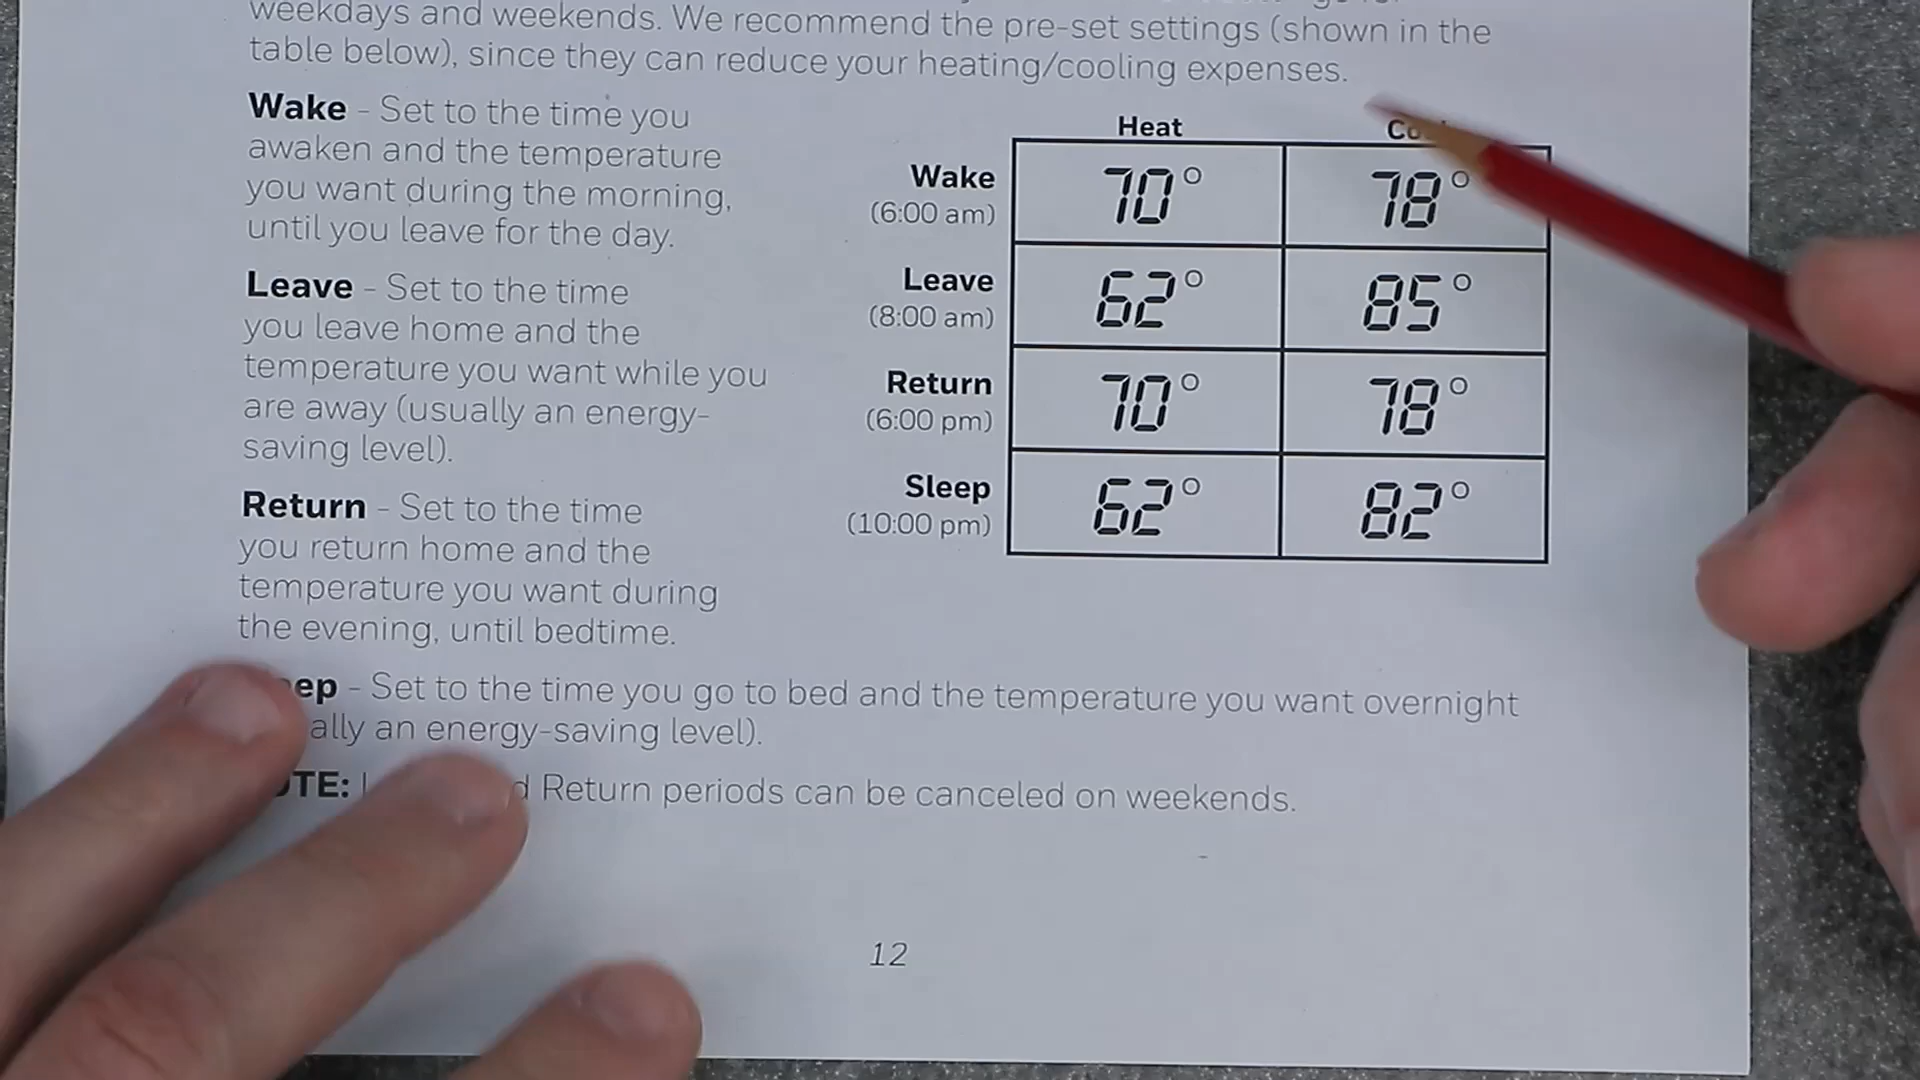 weekdays and weekends. We recommend the pre-set settings (shown in the
table below), since they can reduce your heating/cooling expenses.
Wake - Set to the time you
awaken and the temperature
you want during the morning,
until you leave for the day.
Leave - Set to the time
you leave home and the
temperature you want while you
are away (usually an energy-
saving level).
Return - Set to the time
you return home and the
temperature you want during
the evening, until bedtime.
Heat
Wake 70° 78°
(6:00 am)
Leave 62° 85°
(8:00 am)
Return 70° 78°
(6:00 pm)
Sleep 62° 82°
(10:00 pm)
- Set to the time you go to bed and the temperature you want overnight
an energy-saving level).
Return periods can be canceled on weekends.
12